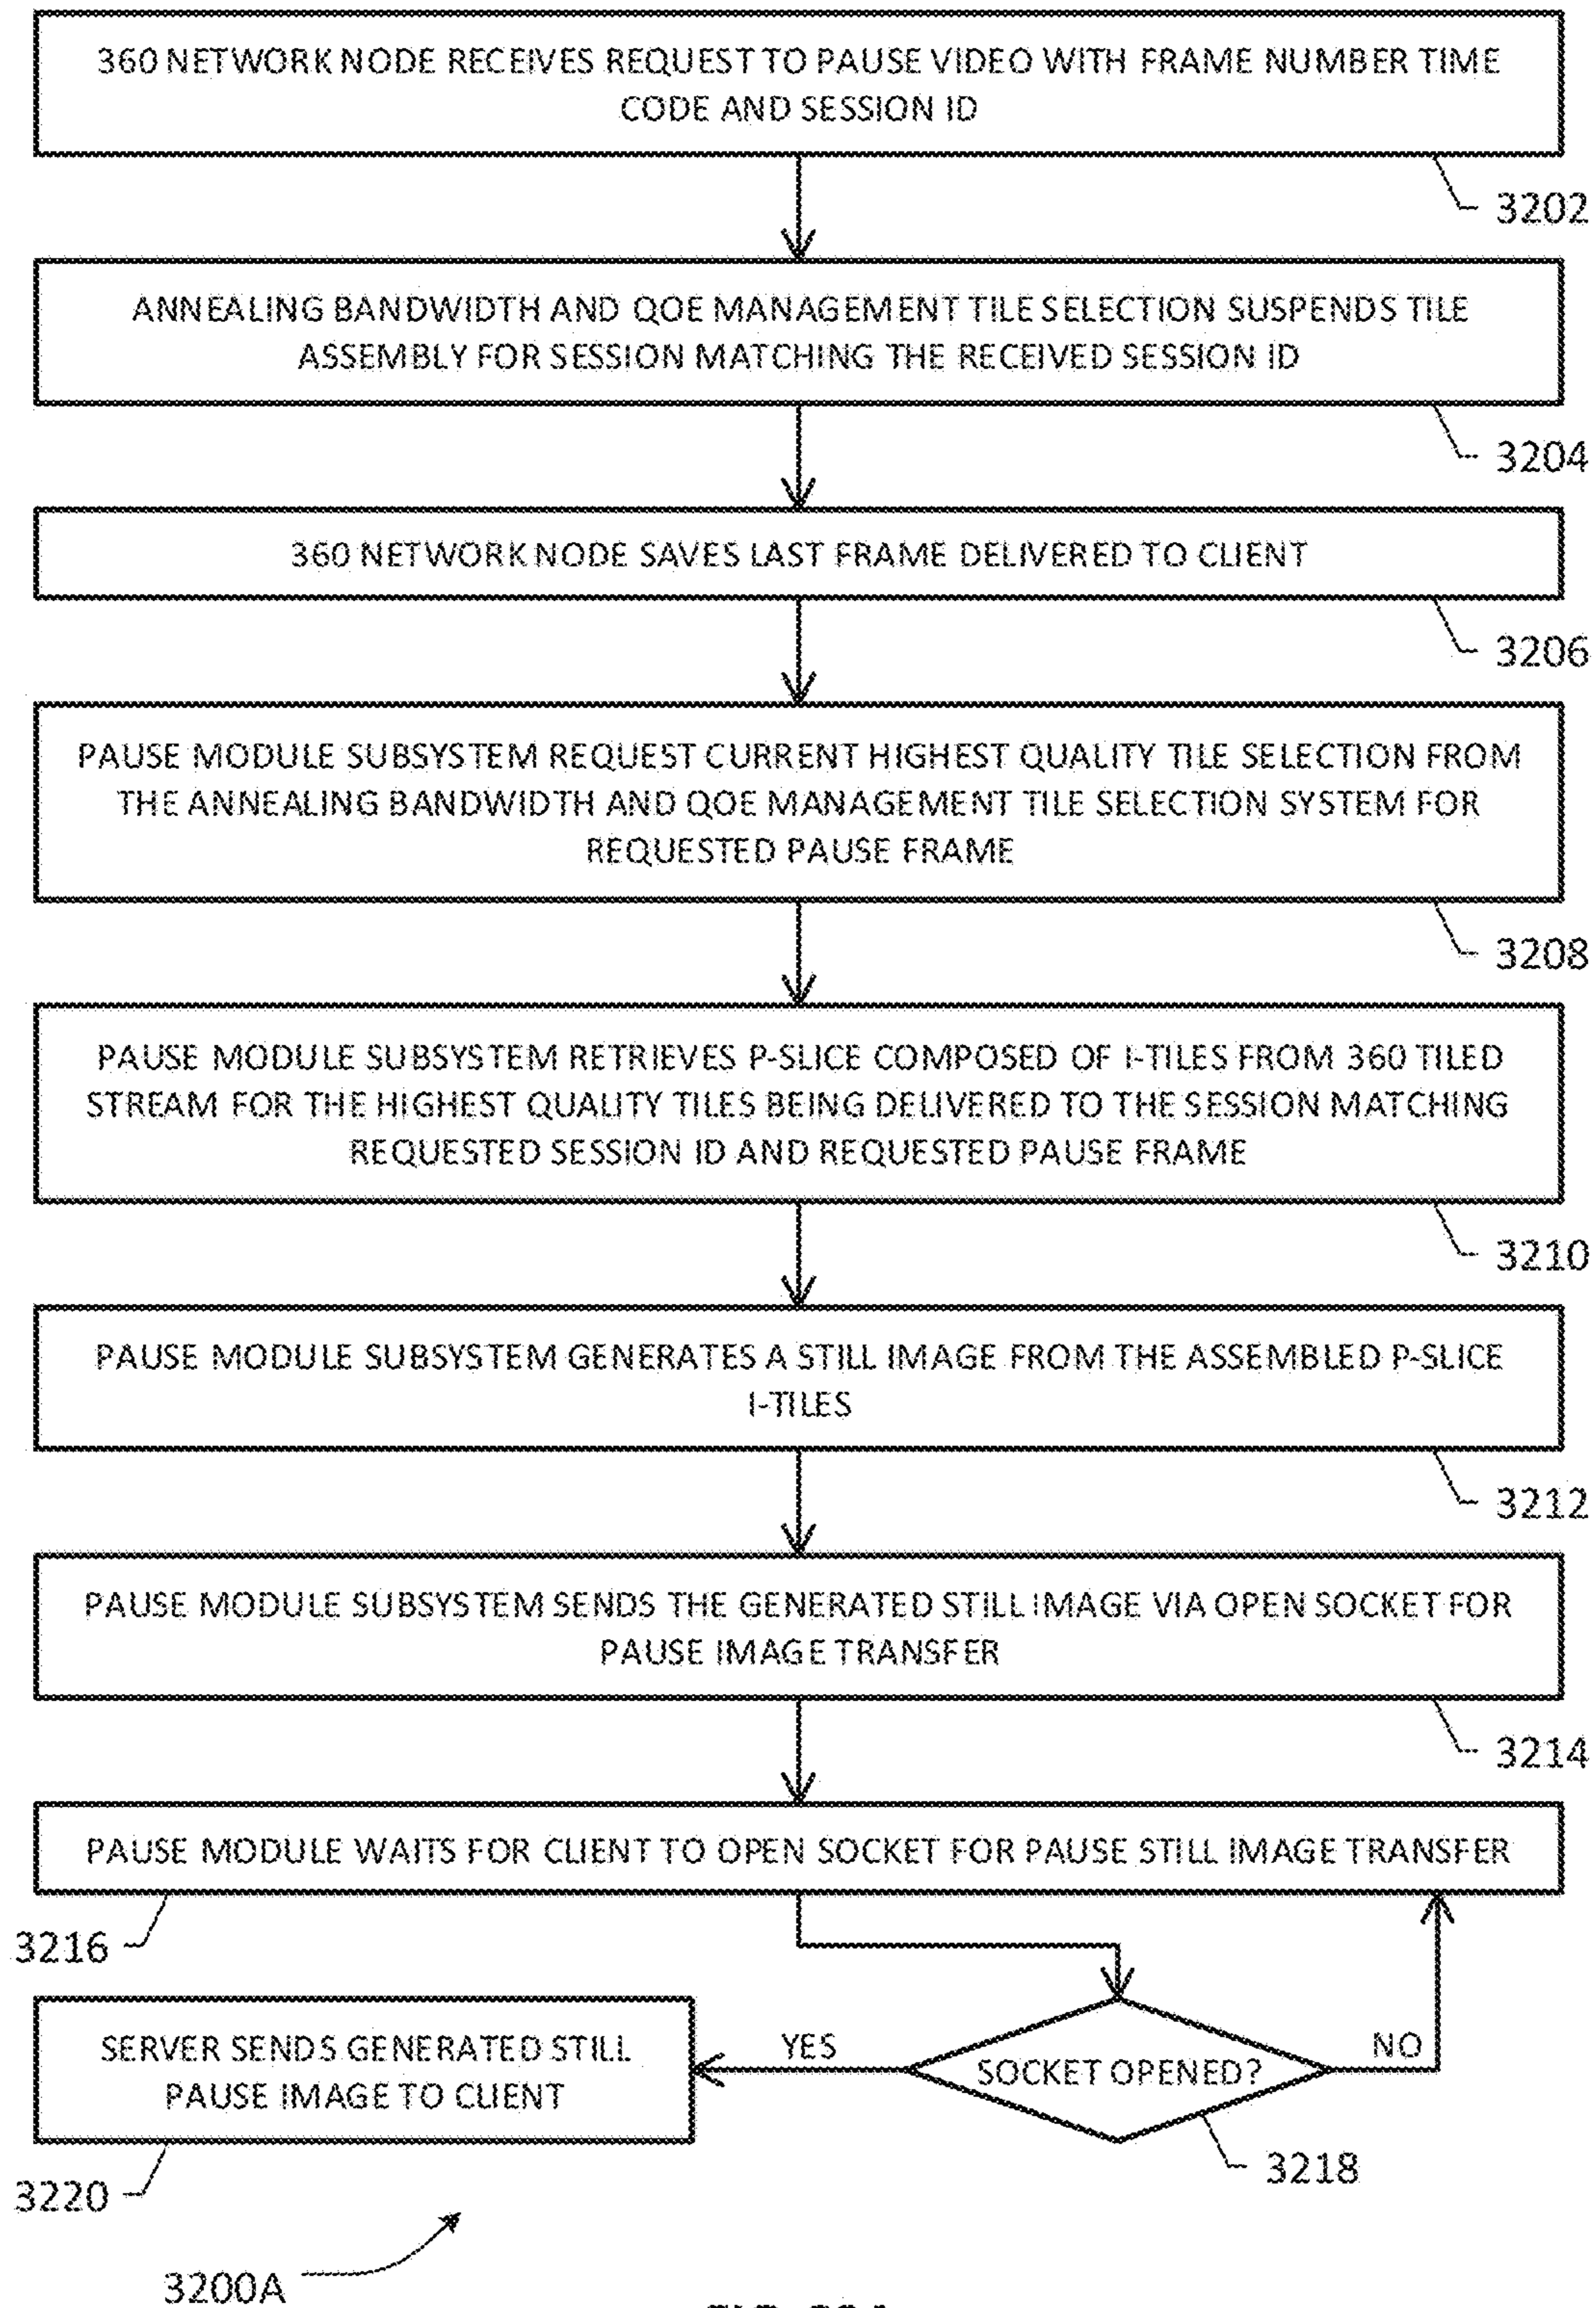 360 NETWORK NODE RECEIVES REQUEST TO PAUSE VIDEO WITH FRAME NUMBER TIME
CODE AND SESSION ID
3202
ANNEALING BANDWIDTH AND QOE MANAGEMENT TILE SELECTION SUSPENDS TILE
ASSEMBLY FOR SESSION MATCHING THE RECEIVED SESSION ID
3204
360 NETWORK NODE SAVES LAST FRAME DELIVERED TO CLIENT
3206
PAUSE MODULE SUBSYSTEM REQUEST CURRENT HIGHEST QUALITY TILE SELECTION FROM
THE ANNEALING BANDWIDTH AND QOE MANAGEMENT TILE SELECTION SYSTEM FOR
REQUESTED PAUSE FRAME
3208
PAUSE MODULE SUBSYSTEM RETRIEVES P-SLICE COMPOSED OF I-TILES FROM 360 TILED
STREAM FOR THE HIGHEST QUALITY TILES BEING DELIVERED TO THE SESSION MATCHING
REQUESTED SESSION ID AND REQUESTED PAUSE FRAME
3210
PAUSE MODULE SUBSYSTEM GENERATES A STILL IMAGE FROM THE ASSEMBLED P-SLICE
I-TILES
3212
PAUSE MODULE SUBSYSTEM SENDS THE GENERATED STILL IMAGE VIA OPEN SOCKET FOR
PAUSE IMAGE TRANSFER
3214
PAUSE MODULE WAITS FOR CLIENT TO OPEN SOCKET FOR PAUSE STILL IMAGE TRANSFER
3216
SERVER SENDS GENERATED STILL
PAUSE IMAGE TO CLIENT
YES
SOCKET OPENED?
NO
3218
3220
3200A